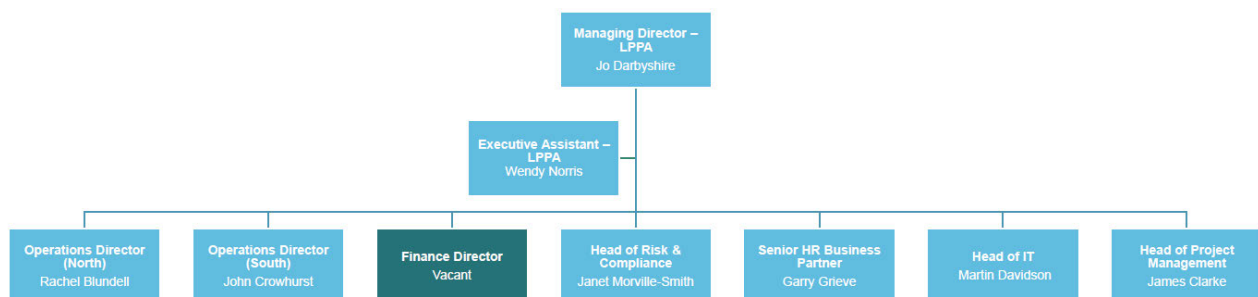 Managing Director –
LPPA
Jo Darbyshire
Executive Assistant –
LPPA
Wendy Norris
Operations Director
(North)
Rachel Blundell
Operations Director
(South)
John Crowhurst
Finance Director
Vacant
Head of Risk &
Compliance
Janet Morville-Smith
Senior HR Business
Partner
Garry Grieve
Head of IT
Martin Davidson
Head of Project
Management
James Clarke